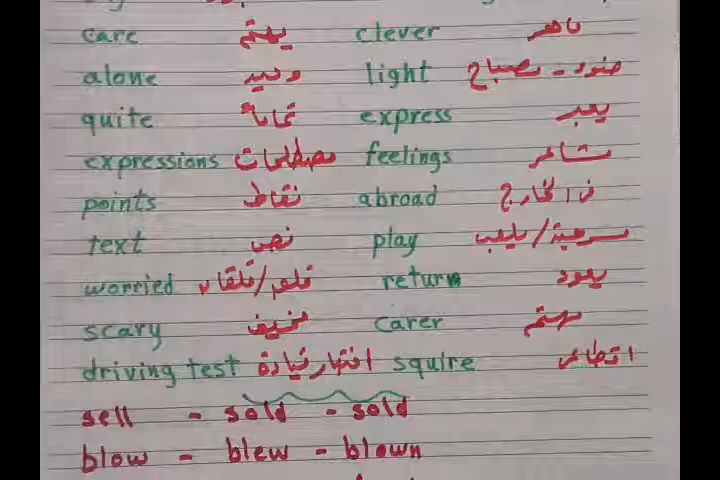 care يهتم clever ماهر
alone وحيد light ضوء - مصباح
quite تماما express يعبر
expressions مصطلحات feelings مشاعر
points نقاط abroad في الخارج
text نص play مسرحية/يلعب
worried قلق/قلقان return يعود
scary مخيف carer مهتم
driving test اختبار قيادة squire
sell - sold - sold
blow - blew - blown